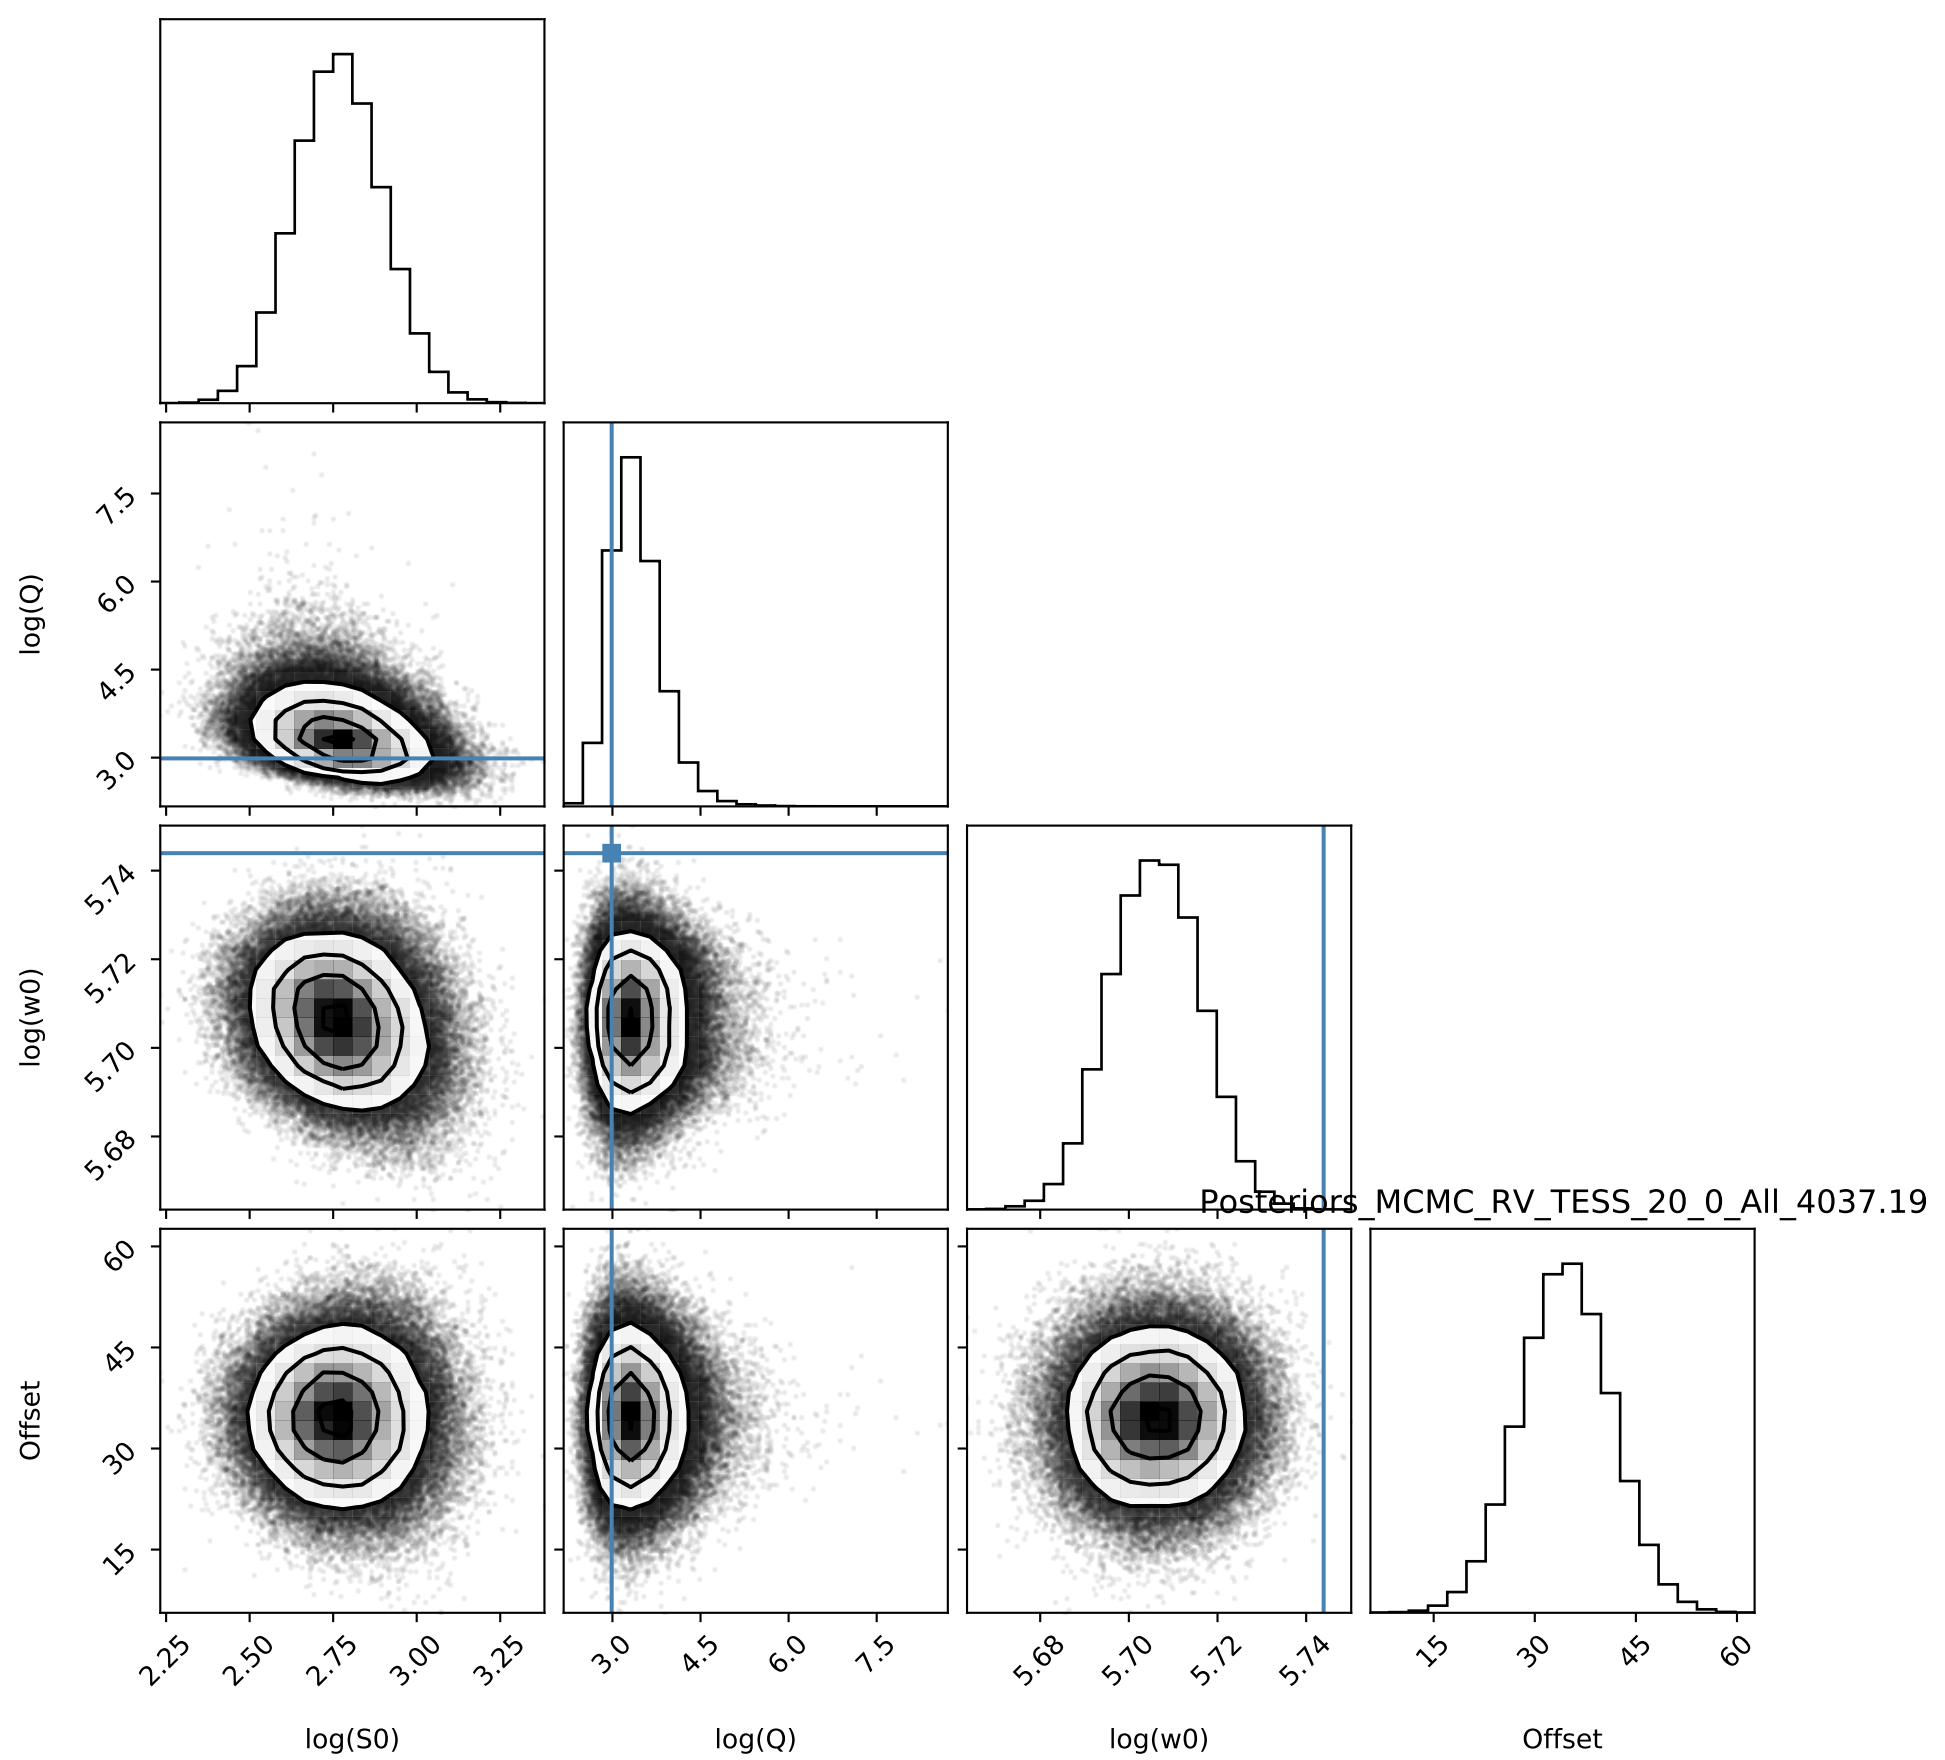 log(Q)
7.5
6.0
4.5
3.0
log(w0)
5.74
5.72
5.70
5.68
Posteriors_MCMC_RV_TESS_20_0_All_4037.19
Offset
60
45
30
15
2.25 2.50 2.75 3.00 3.25
3.0 4.5 6.0 7.5
5.68 5.70 5.72 5.74
15 30 45 60
log(S0) log(Q) log(w0) Offset